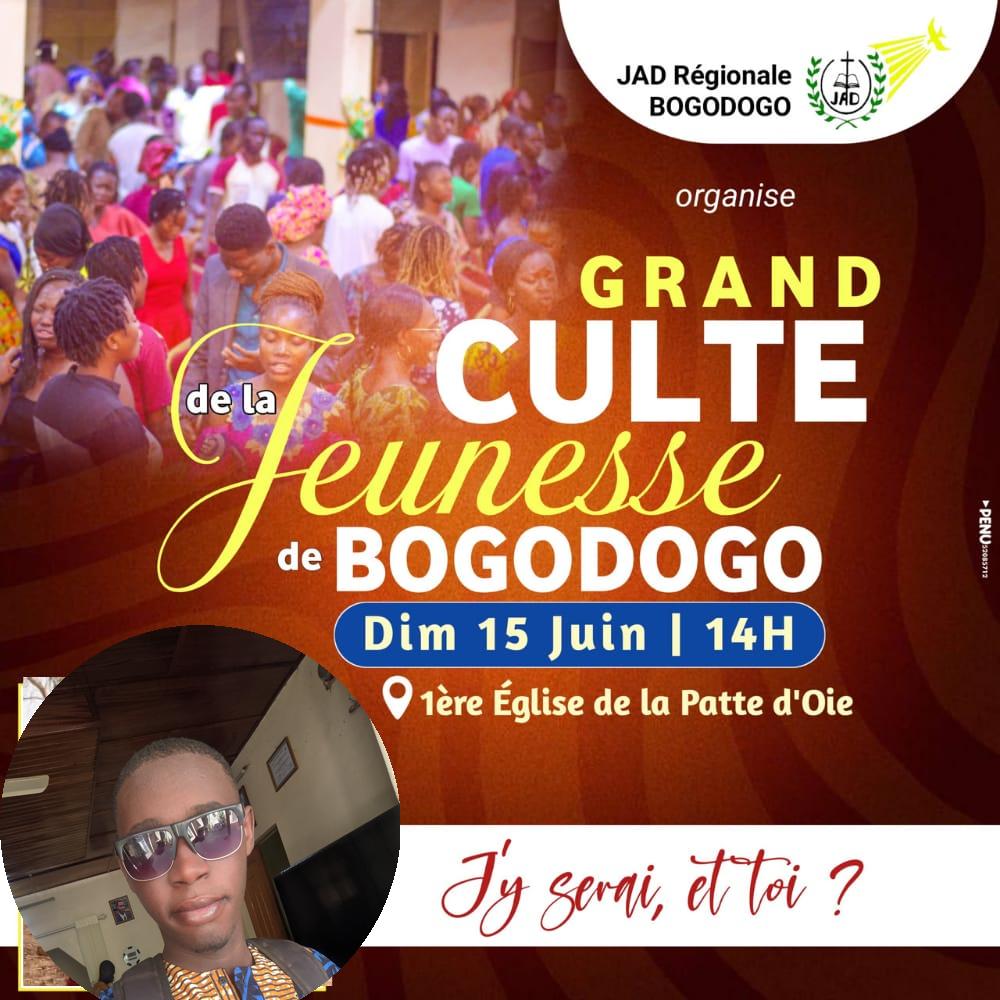 JAD Régionale
BOGODOGO
JAD
organise
GRAND
CULTE
de la
Jeunesse
de BOGODOGO
Dim 15 Juin | 14H
1ère Église de la Patte d'Oie
J'y serai, et toi ?
PENU